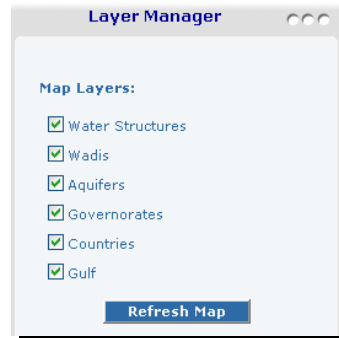 Layer Manager
Map Layers:
Water Structures
Wadis
Aquifers
Governorates
Countries
Gulf
Refresh Map